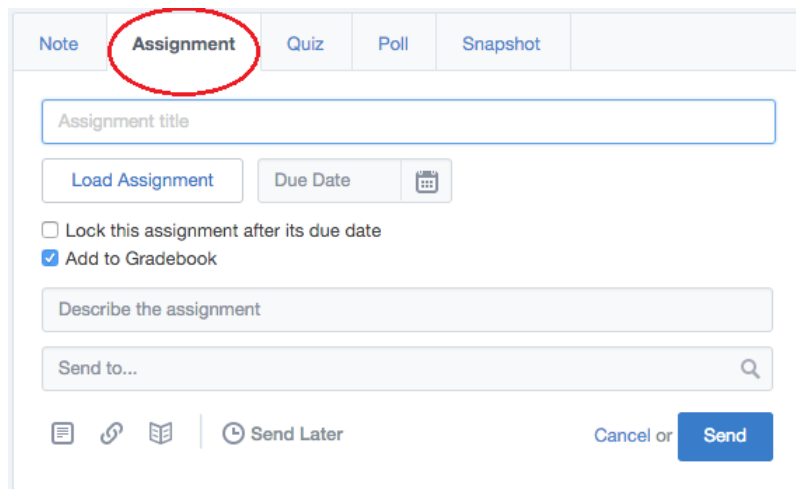 Note Assignment Quiz Poll Snapshot
Assignment title
Load Assignment Due Date
Lock this assignment after its due date
Add to Gradebook
Describe the assignment
Send to...
Send Later Cancel or Send